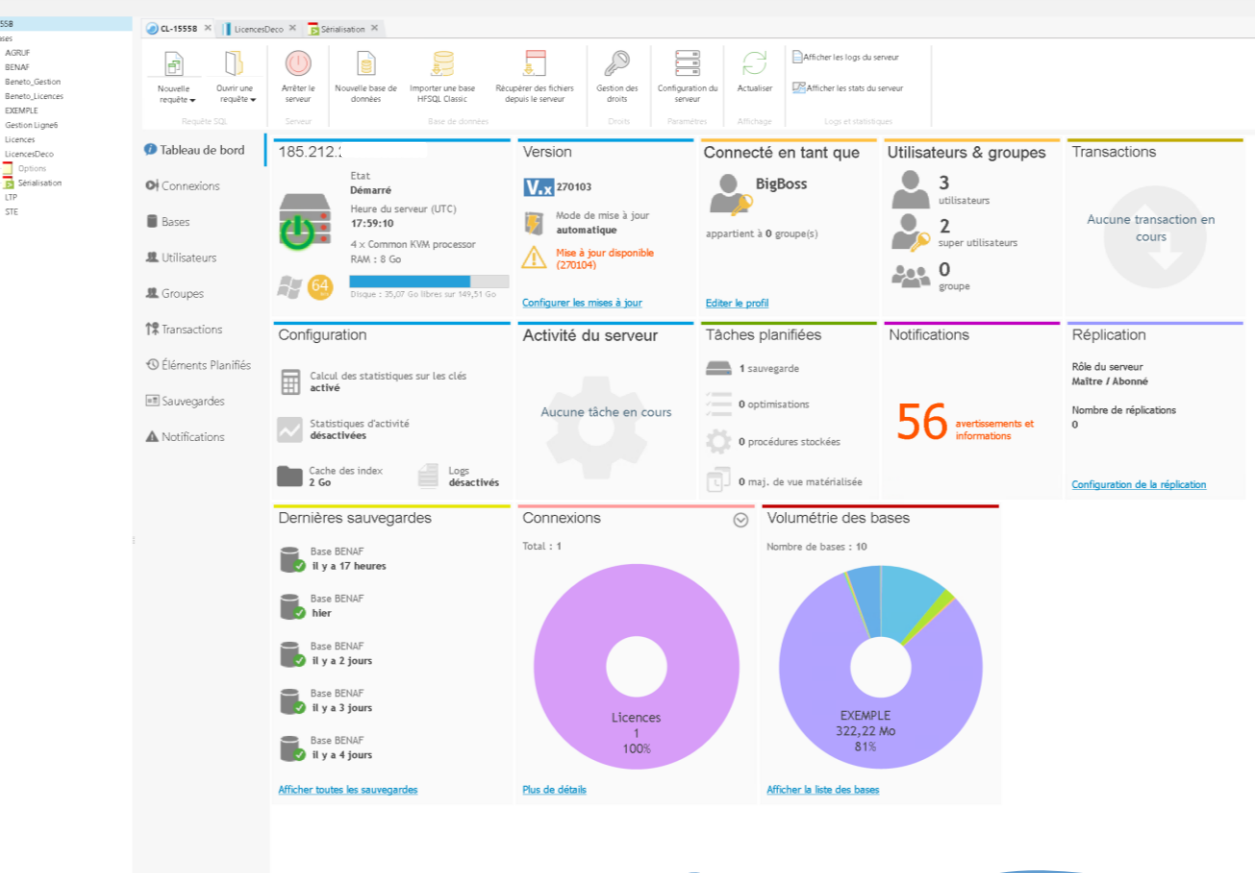 CL-15558
LicencesDeco
Sérialisation
AGRUF
BENAF
Beneto_Gestion
Beneto_Licences
EXEMPLE
Gestion Ligne6
Licences
LicencesDeco
Options
Sérialisation
LTP
STE
Nouvelle requête
Ouvrir une requête
Arrêter le serveur
Nouvelle base de données
Importer une base HFSQL Classic
Récupérer des fichiers depuis le serveur
Gestion des droits
Configuration du serveur
Actualiser
Afficher les logs du serveur
Afficher les stats du serveur
Requête SQL
Serveur
Base de données
Droits
Paramètres
Affichage
Logs et statistiques
Tableau de bord
Connexions
Bases
Utilisateurs
Groupes
Transactions
Éléments Planifiés
Sauvegardes
Notifications
185.212.
Etat
Démarré
Heure du serveur (UTC)
17:59:10
4 x Common KVM processor
RAM : 8 Go
64
Disque : 35,07 Go libres sur 149,51 Go
Version
V.x 270103
Mode de mise à jour
automatique
Mise à jour disponible
(270104)
Configurer les mises à jour
Connecté en tant que
BigBoss
appartient à 0 groupe(s)
Editer le profil
Utilisateurs & groupes
3
utilisateurs
2
super utilisateurs
0
groupe
Transactions
Aucune transaction en
cours
Configuration
Calcul des statistiques sur les clés
activé
Statistiques d'activité
désactivées
Cache des index
2 Go
Logs
désactivés
Activité du serveur
Aucune tâche en cours
Tâches planifiées
1 sauvegarde
0 optimisations
0 procédures stockées
0 maj. de vue matérialisée
Notifications
56 avertissements et
informations
Réplication
Rôle du serveur
Maître / Abonné
Nombre de réplications
0
Configuration de la réplication
Dernières sauvegardes
Base BENAF
il y a 17 heures
Base BENAF
hier
Base BENAF
il y a 2 jours
Base BENAF
il y a 3 jours
Base BENAF
il y a 4 jours
Afficher toutes les sauvegardes
Connexions
Total : 1
Licences
1
100%
Plus de détails
Volumétrie des bases
Nombre de bases : 10
EXEMPLE
322,22 Mo
81%
Afficher la liste des bases